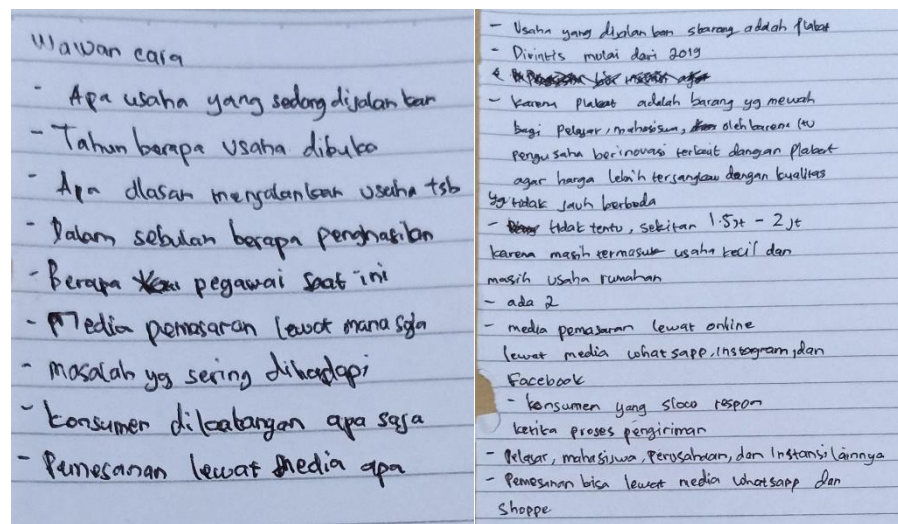 Wawan cara
- Apa usaha yang sedang dijalankan
- Tahun berapa usaha dibuka
- Apa alasan menjalankan usaha tsb
- Dalam sebulan berapa penghasilan
- Berapa pegawai saat ini
- Media pemasaran lewat mana saja
- masalah yg sering dihadapi
- konsumen dikalangan apa saja
- Pemesanan lewat media apa
- Usaha yang dijalankan sbarang adalah plakat
- Dirintis mulai dari 2019
- karena plakat adalah barang yg mewah
bagi pelajar, mahasiswa, oleh karena itu
pengusaha berinovasi terkait dangan plakat
agar harga lebih terjangkau dengan kualitas
yg tidak jauh berbeda
- tidak tentu, sekitar 1.5jt - 2jt
karena masih termasuk usaha kecil dan
masih usaha rumahan
- ada 2
- media pemasaran lewat online
lewat media whatsapp, instagram, dan
Facebook
- konsumen yang sloco respon
ketika proses pengiriman
- Pelajar, mahasiswa, perusahaan, dan Instansi lainnya
- Pemesanan bisa lewat media whatsapp dan
shoppe